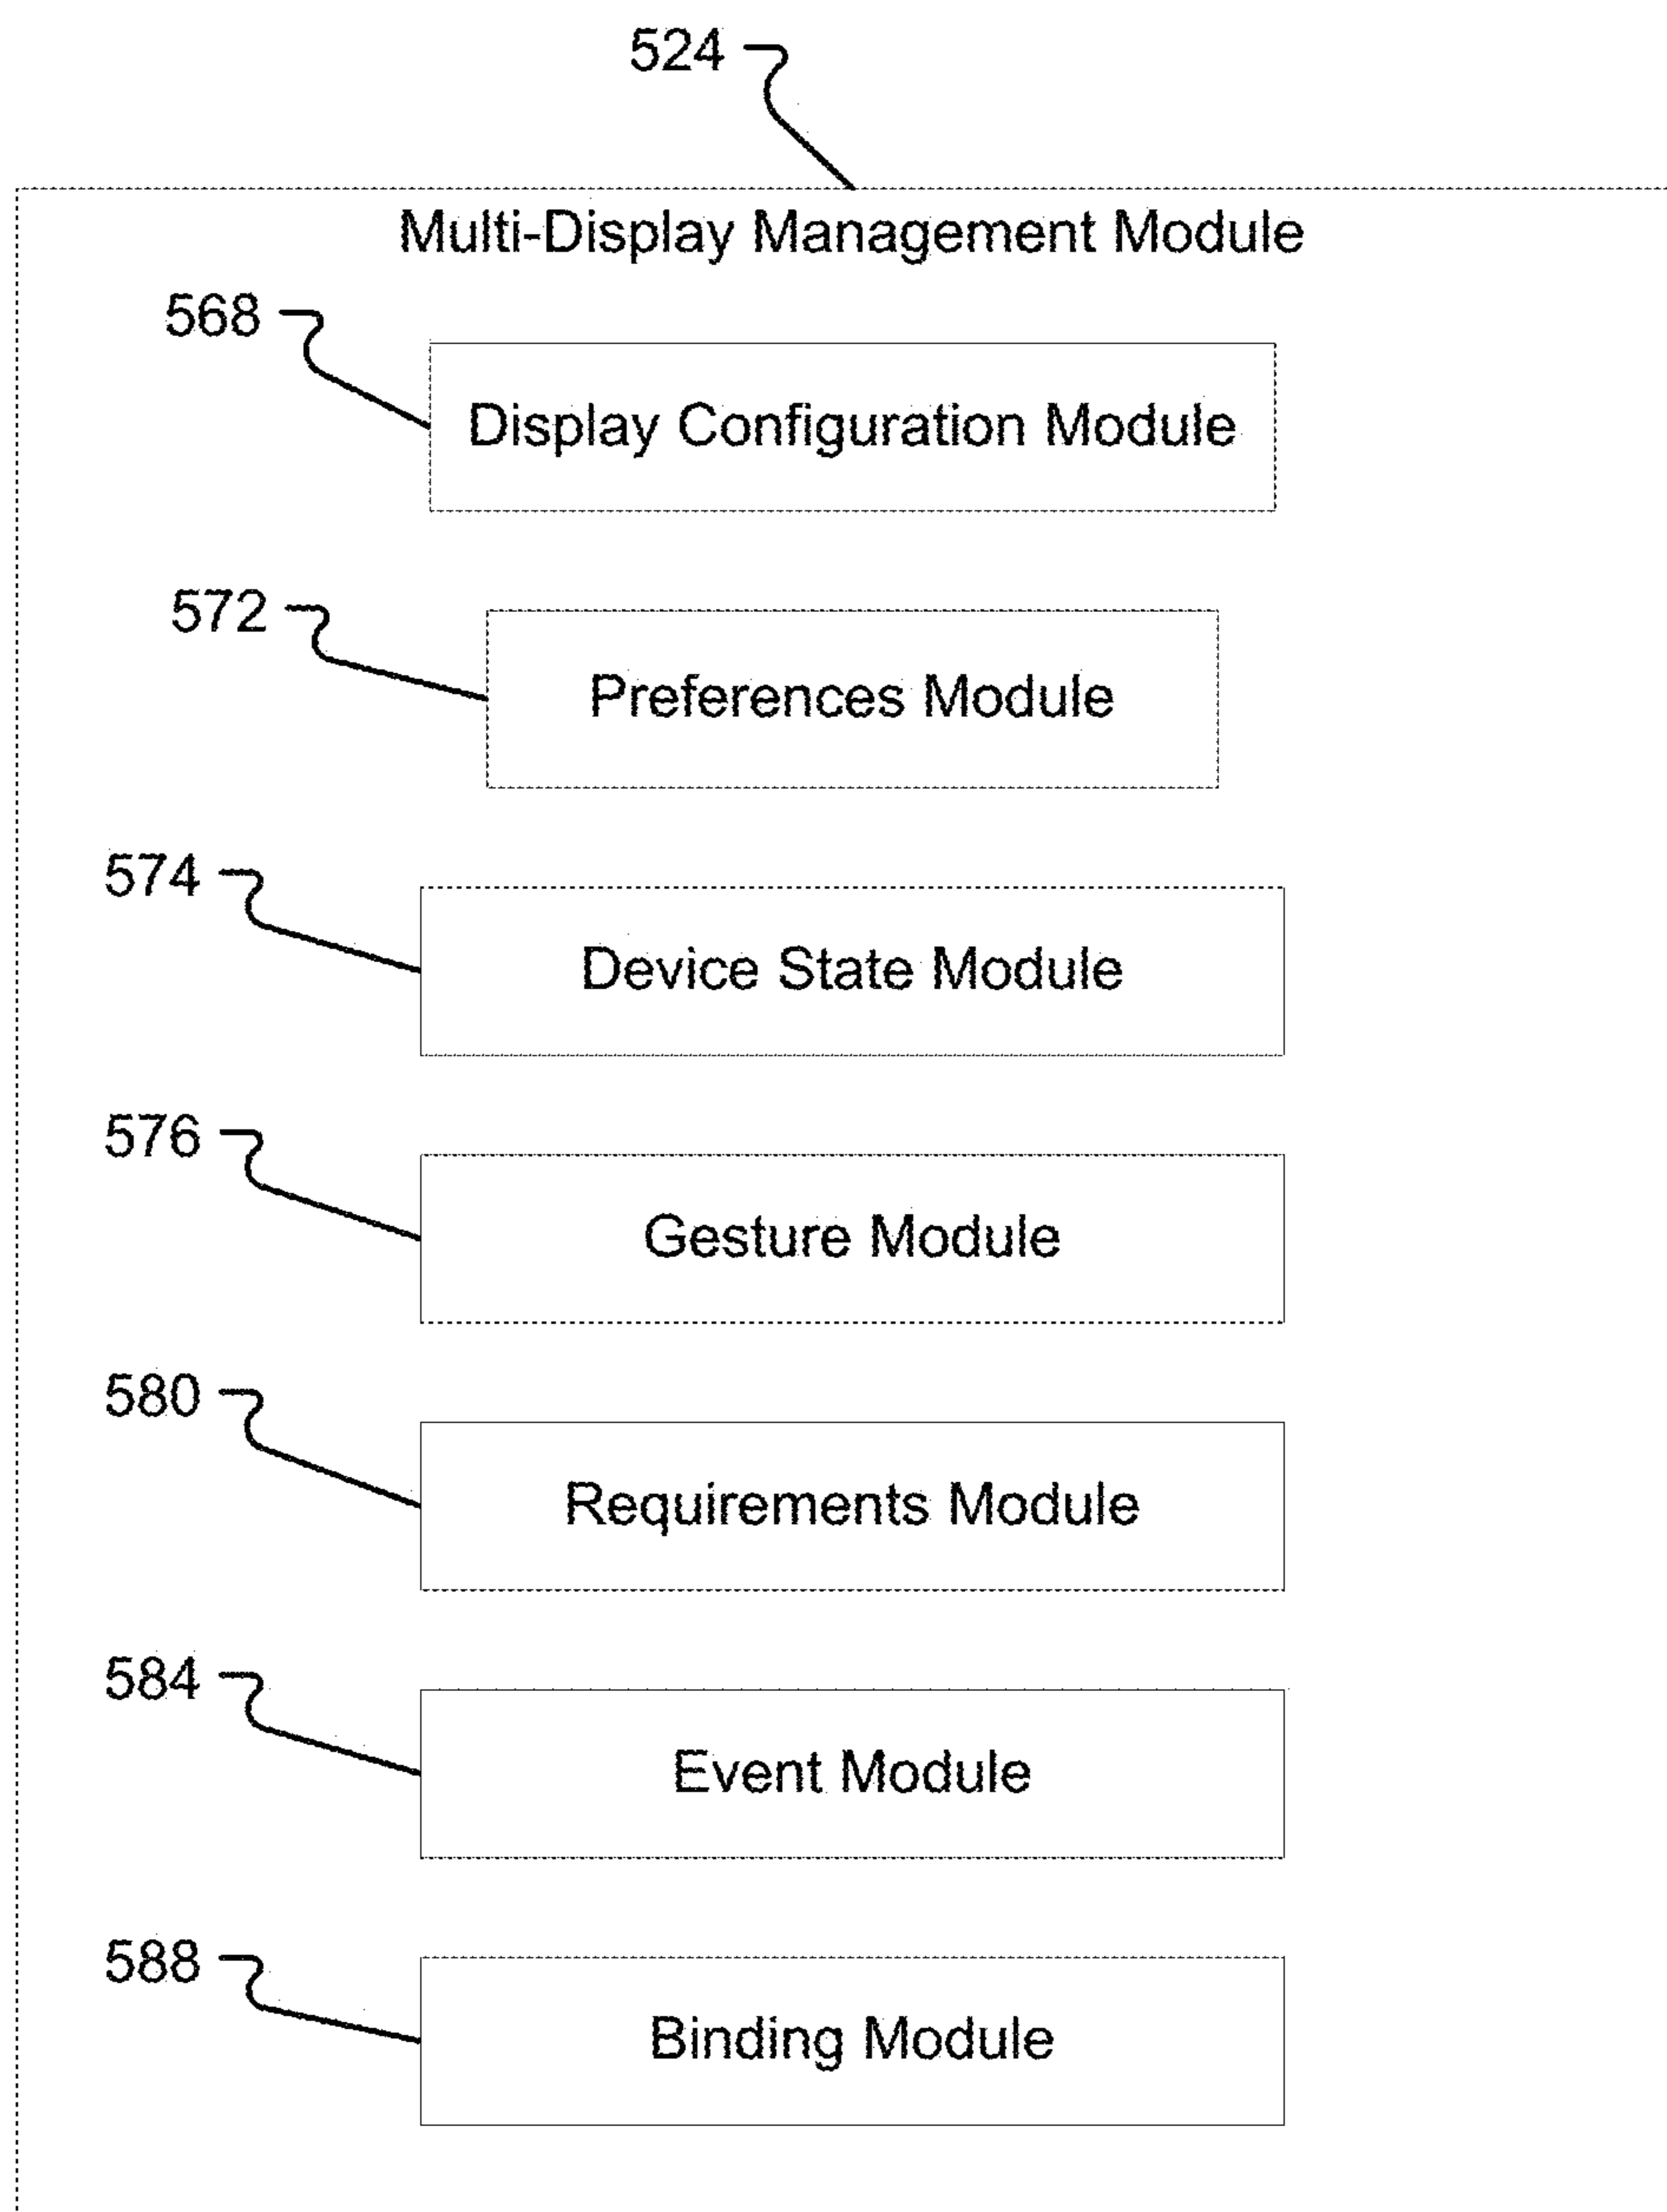 524
Multi-Display Management Module
568
Display Configuration Module
572
Preferences Module
574
Device State Module
576
Gesture Module
580
Requirements Module
584
Event Module
588
Binding Module